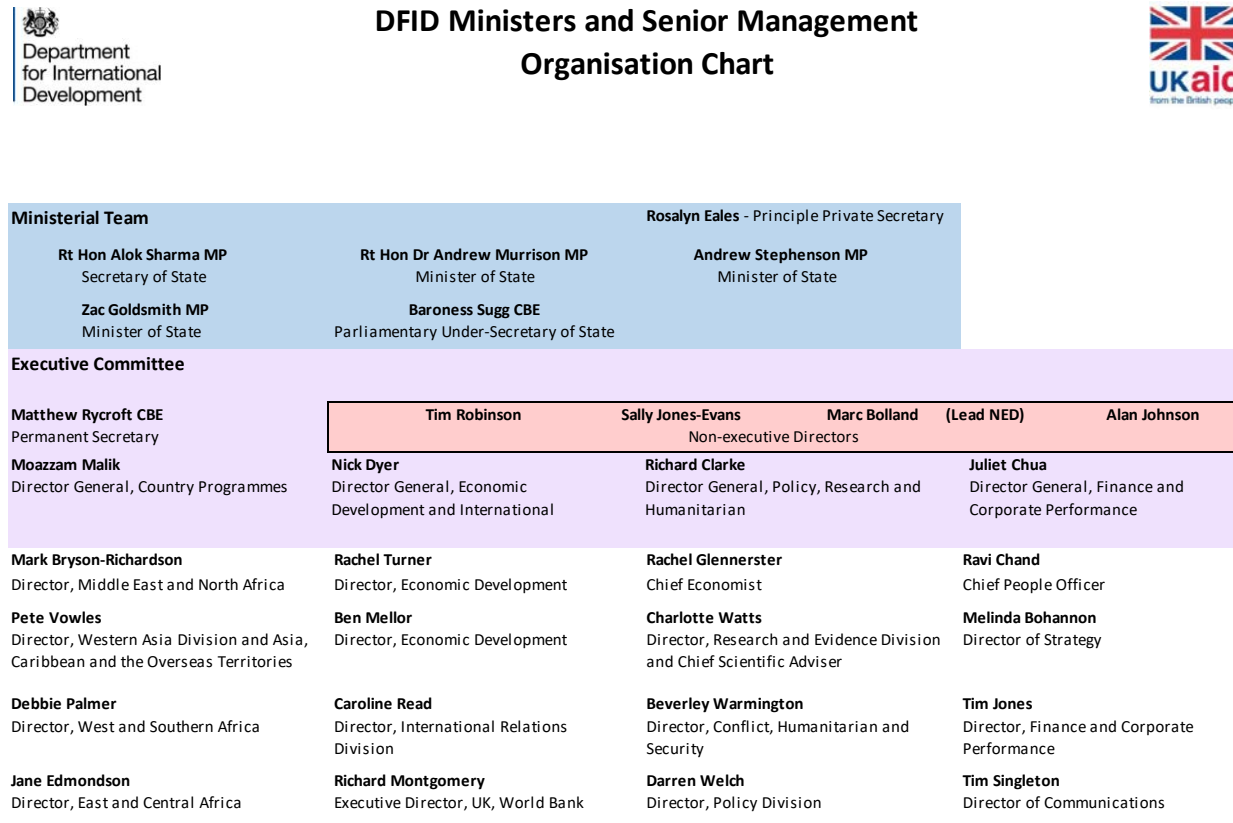 Department
for International
Development
DFID Ministers and Senior Management
Organisation Chart
UKaid
from the British people
Ministerial Team
Rosalyn Eales - Principle Private Secretary
Rt Hon Alok Sharma MP
Secretary of State
Rt Hon Dr Andrew Murrison MP
Minister of State
Andrew Stephenson MP
Minister of State
Zac Goldsmith MP
Minister of State
Baroness Sugg CBE
Parliamentary Under-Secretary of State
Executive Committee
Matthew Rycroft CBE
Permanent Secretary
Tim Robinson Sally Jones-Evans Marc Bolland (Lead NED) Alan Johnson
Non-executive Directors
Moazzam Malik
Director General, Country Programmes
Nick Dyer
Director General, Economic
Development and International
Richard Clarke
Director General, Policy, Research and
Humanitarian
Juliet Chua
Director General, Finance and
Corporate Performance
Mark Bryson-Richardson
Director, Middle East and North Africa
Rachel Turner
Director, Economic Development
Rachel Glennerster
Chief Economist
Ravi Chand
Chief People Officer
Pete Vowles
Director, Western Asia Division and Asia,
Caribbean and the Overseas Territories
Ben Mellor
Director, Economic Development
Charlotte Watts
Director, Research and Evidence Division
and Chief Scientific Adviser
Melinda Bohannon
Director of Strategy
Debbie Palmer
Director, West and Southern Africa
Caroline Read
Director, International Relations
Division
Beverley Warmington
Director, Conflict, Humanitarian and
Security
Tim Jones
Director, Finance and Corporate
Performance
Jane Edmondson
Director, East and Central Africa
Richard Montgomery
Executive Director, UK, World Bank
Darren Welch
Director, Policy Division
Tim Singleton
Director of Communications